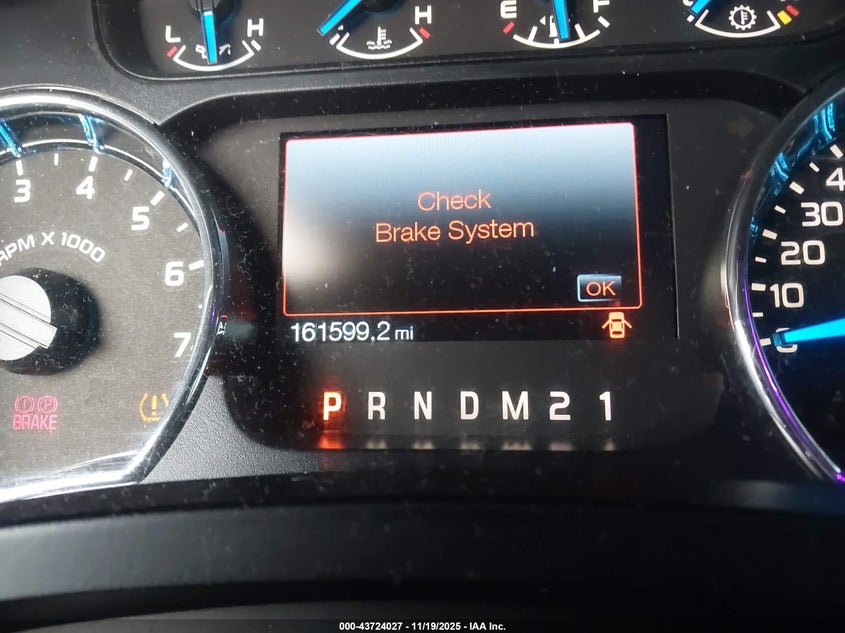 L H
H
E F
3 4 5 6 7
RPM X 1000
Check
Brake System
OK
161599.2 mi
BRAKE
P R N D M 2 1
40
30
20
10
0
000-43724027 - 11/19/2025 - IAA Inc.